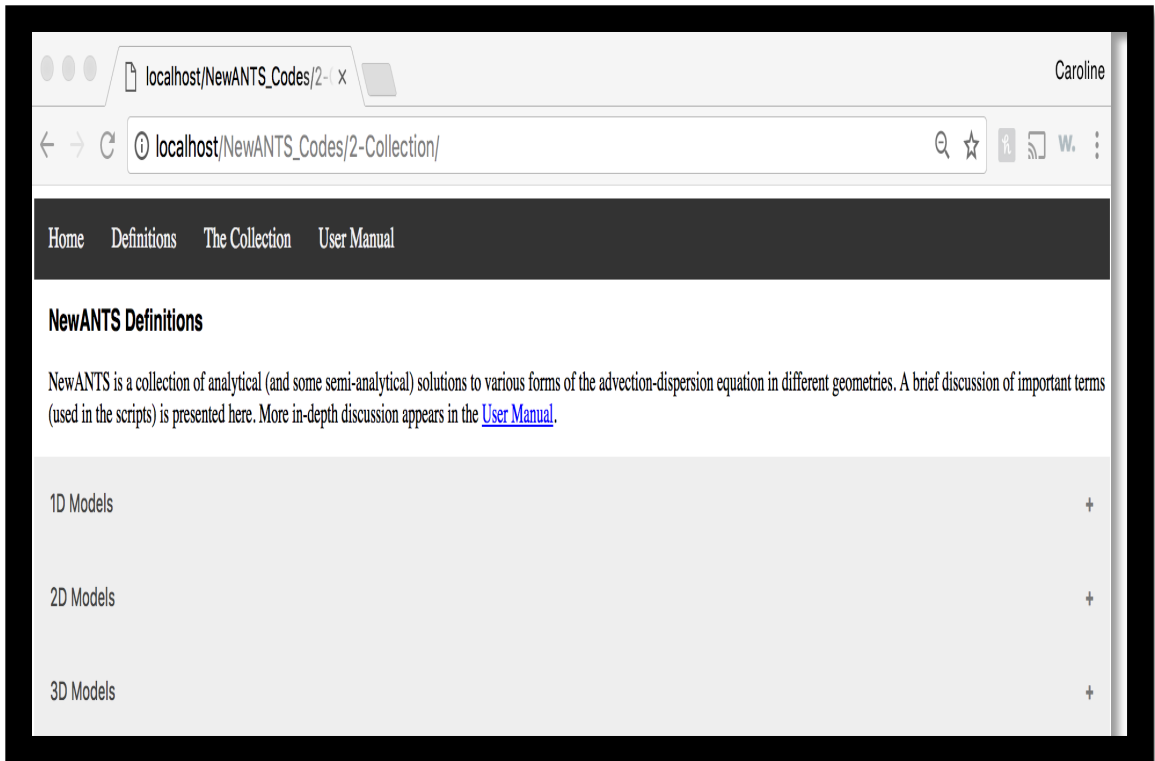 localhost/NewANTS_Codes/2-
Caroline
localhost/NewANTS_Codes/2-Collection/
W.
Home Definitions The Collection User Manual
NewANTS Definitions
NewANTS is a collection of analytical (and some semi-analytical) solutions to various forms of the advection-dispersion equation in different geometries. A brief discussion of important terms
(used in the scripts) is presented here. More in-depth discussion appears in the User Manual.
1D Models +
2D Models +
3D Models +